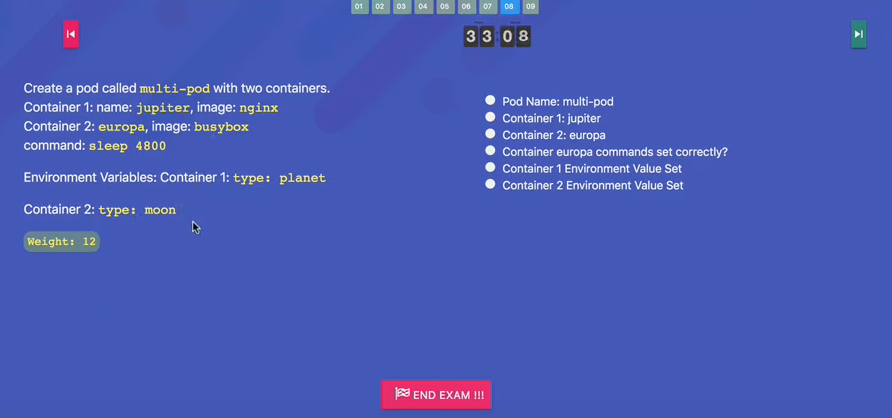 01 02 03 04 05 06 07 08 09
33:08
Create a pod called multi-pod with two containers.
Container 1: name: jupiter, image: nginx
Container 2: europa, image: busybox
command: sleep 4800
Environment Variables: Container 1: type: planet
Container 2: type: moon
Weight: 12
Pod Name: multi-pod
Container 1: jupiter
Container 2: europa
Container europa commands set correctly?
Container 1 Environment Value Set
Container 2 Environment Value Set
END EXAM !!!